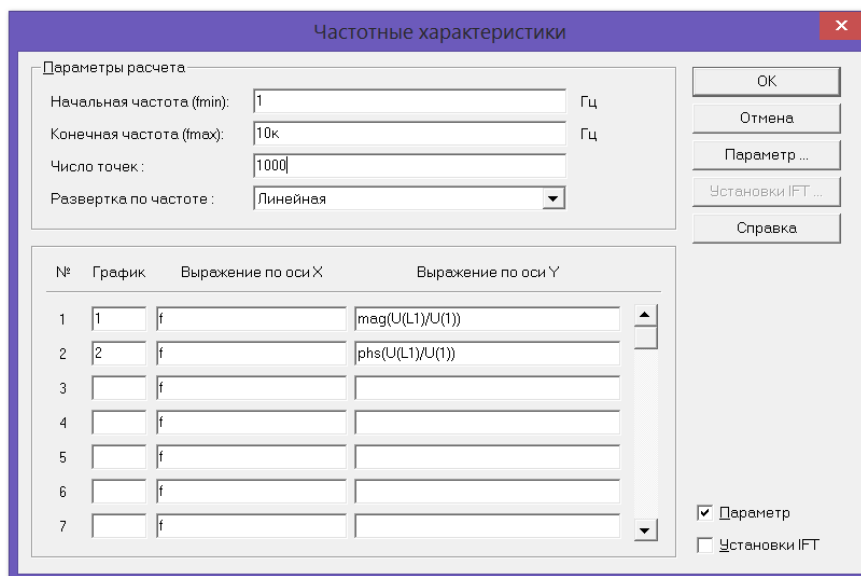 Частотные характеристики
Параметры расчета
Начальная частота (fmin): 1 Гц
Конечная частота (fmax): 10к Гц
Число точек : 1000
Развертка по частоте : Линейная
OK
Отмена
Параметр ...
Установки IFT ...
Справка
№ График Выражение по оси X Выражение по оси Y
1 1 f mag(U(L1)/U(1))
2 2 f phs(U(L1)/U(1))
3 f
4 f
5 f
6 f
7 f
Параметр
Установки IFT